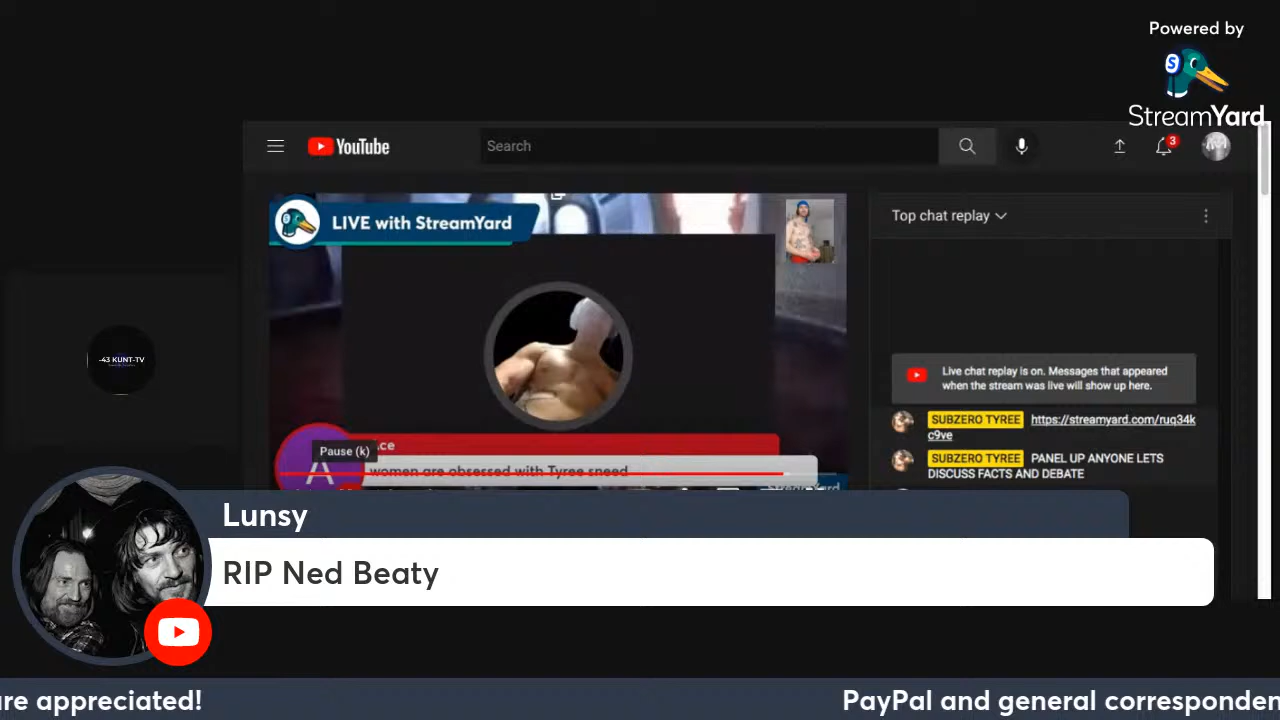 Powered by
StreamYard
YouTube
Search
3
LIVE with StreamYard
Top chat replay
-43 KUNT-TV
Live chat replay is on. Messages that appeared
when the stream was live will show up here.
SUBZERO TYREE https://streamyard.com/ruq34k
c9ve
Pause (k)
women are obsessed with Tyree sneed
SUBZERO TYREE PANEL UP ANYONE LETS
DISCUSS FACTS AND DEBATE
Lunsy
RIP Ned Beaty
are appreciated!
PayPal and general corresponden